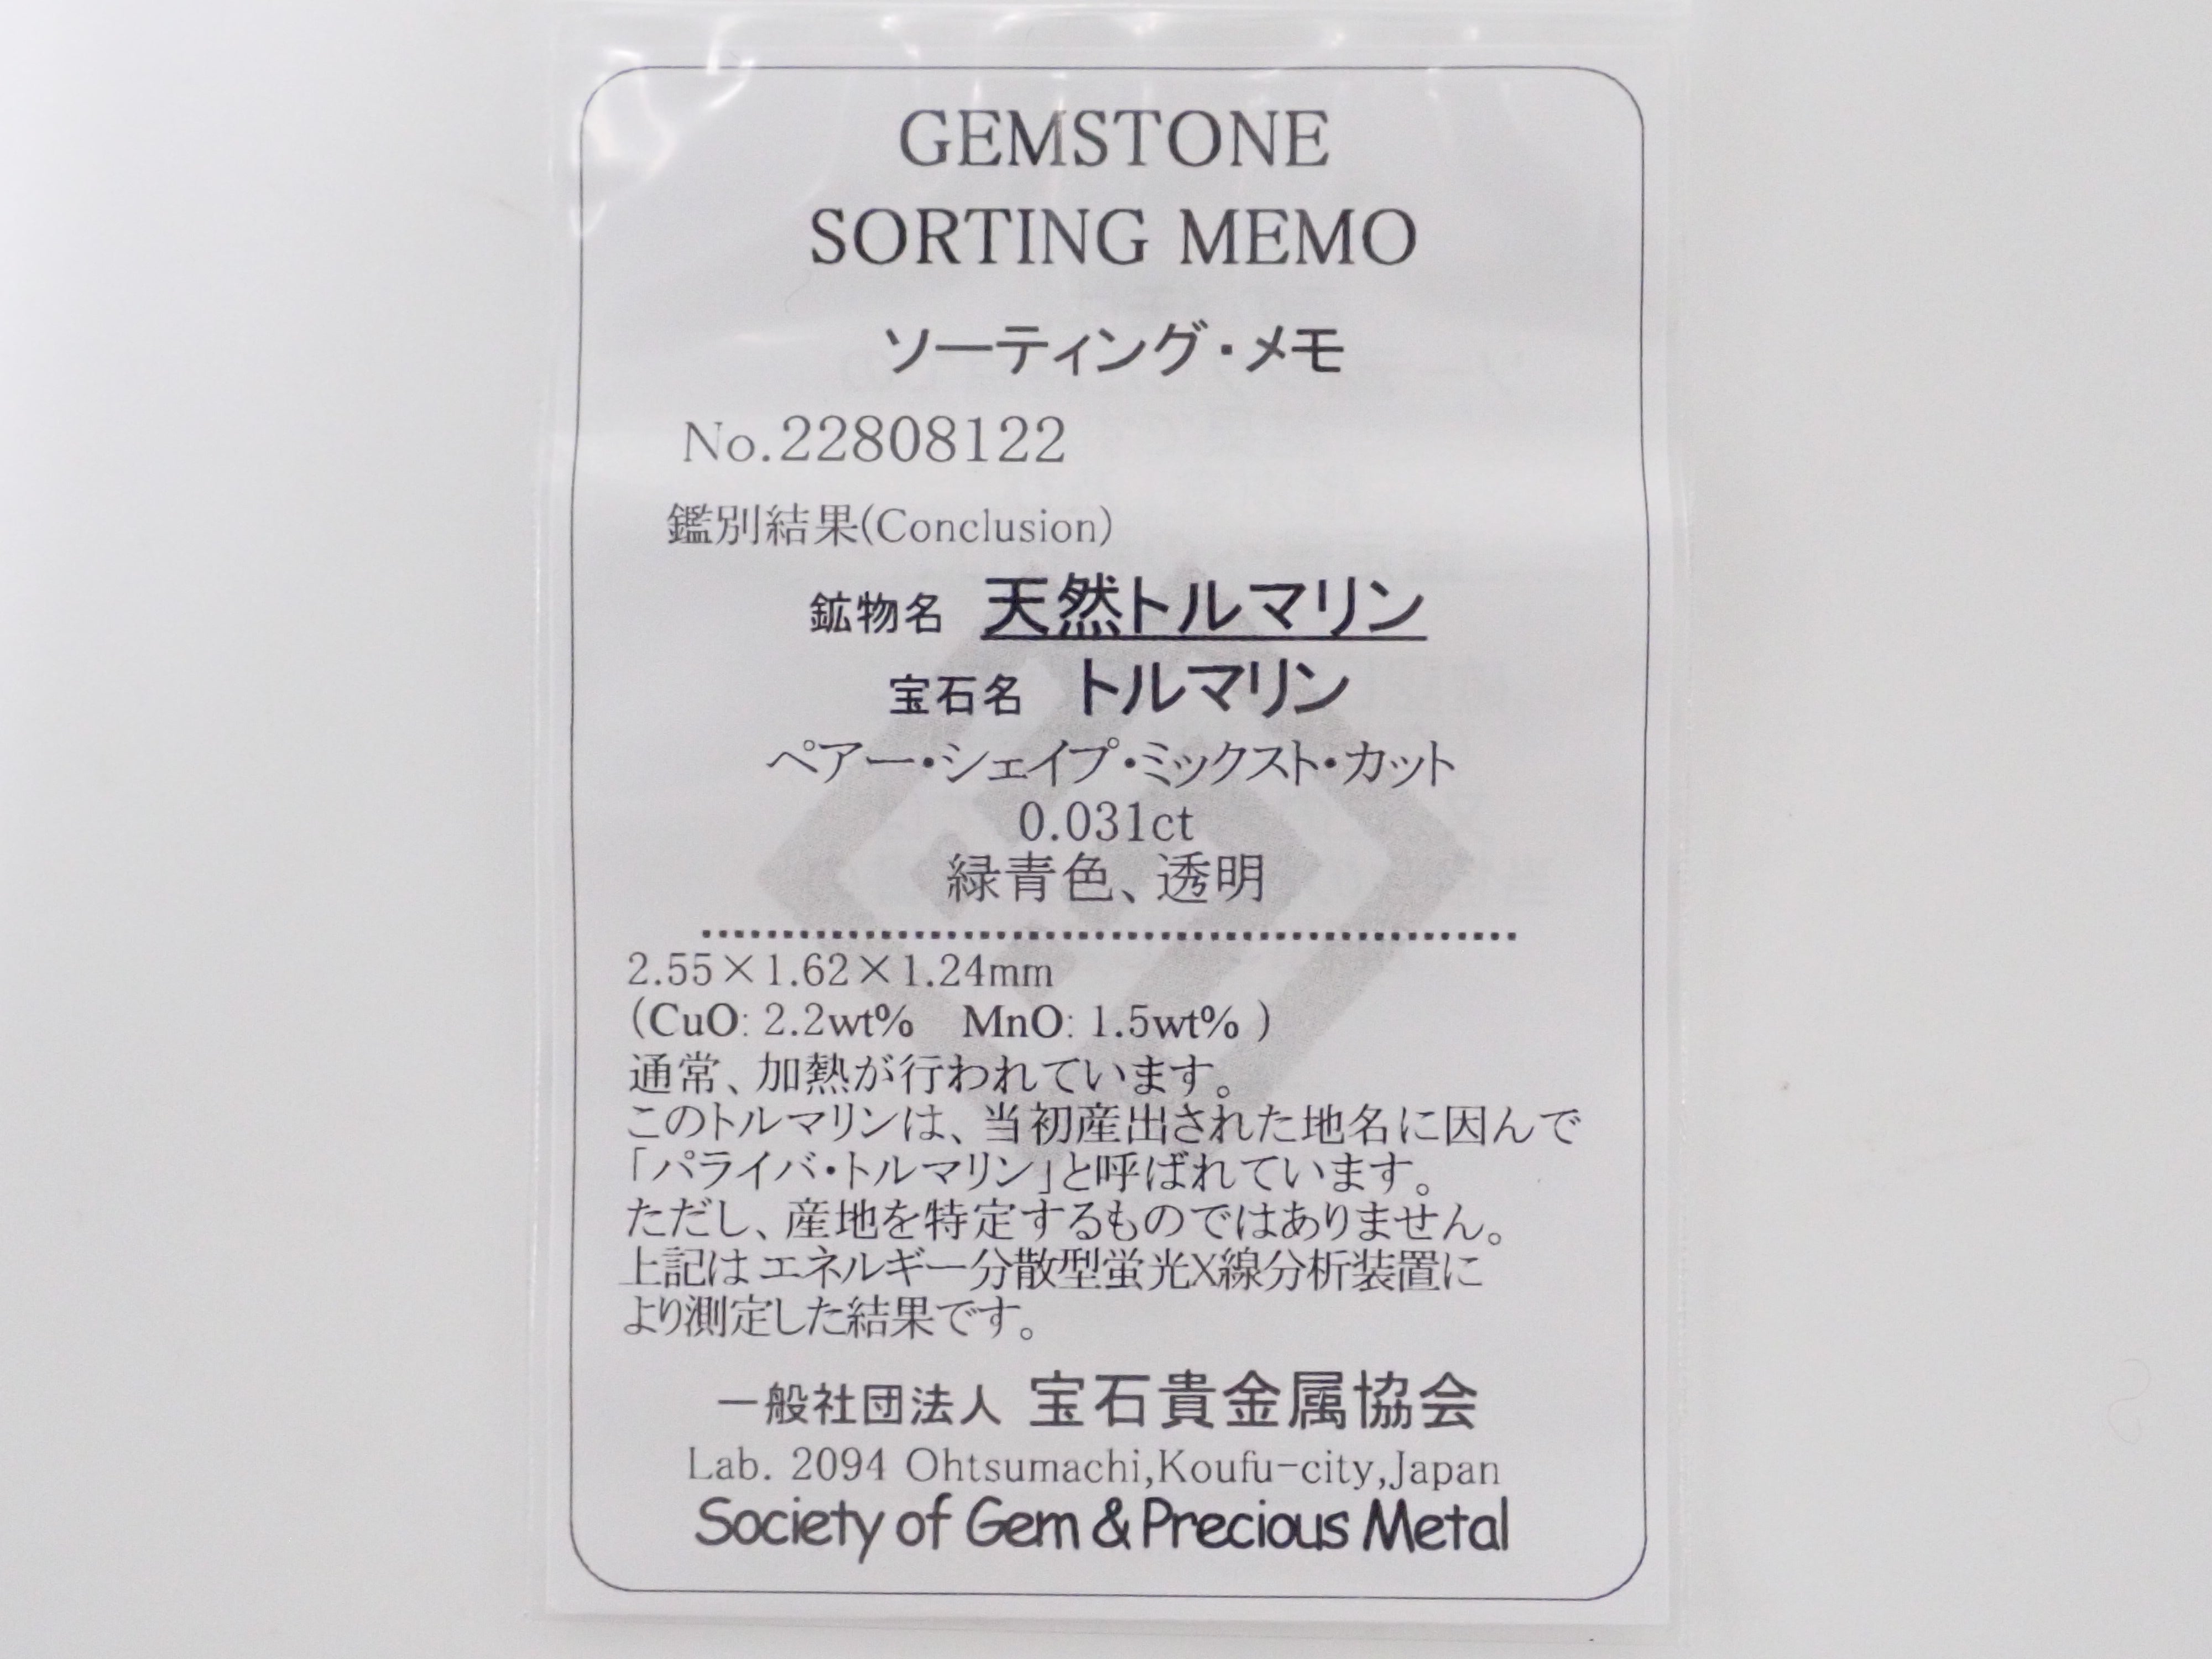 GEMSTONE
SORTING MEMO
ソーティング・メモ
No.22808122
鑑別結果(Conclusion)
鉱物名 天然トルマリン
宝石名 トルマリン
ペアー・シェイプ・ミックスト・カット
0.031ct
緑青色、透明
2.55×1.62×1.24mm
(CuO: 2.2wt% MnO: 1.5wt% )
通常、加熱が行われています。
このトルマリンは、当初産出された地名に因んで
「パライバ・トルマリン」と呼ばれています。
ただし、産地を特定するものではありません。
上記はエネルギー分散型蛍光X線分析装置に
より測定した結果です。
一般社団法人 宝石貴金属協会
Lab. 2094 Ohtsumachi,Koufu-city,Japan
Society of Gem & Precious Metal